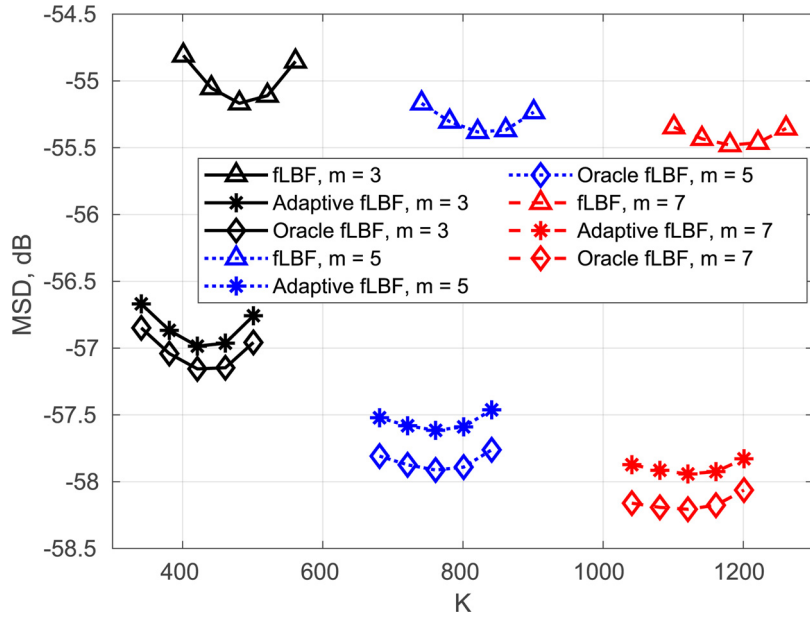 -54.5
-55
-55.5
-56
-56.5
-57
-57.5
-58
-58.5
MSD, dB
fLBF, m = 3
Adaptive fLBF, m = 3
Oracle fLBF, m = 3
fLBF, m = 5
Adaptive fLBF, m = 5
Oracle fLBF, m = 5
fLBF, m = 7
Adaptive fLBF, m = 7
Oracle fLBF, m = 7
400 600 800 1000 1200
K